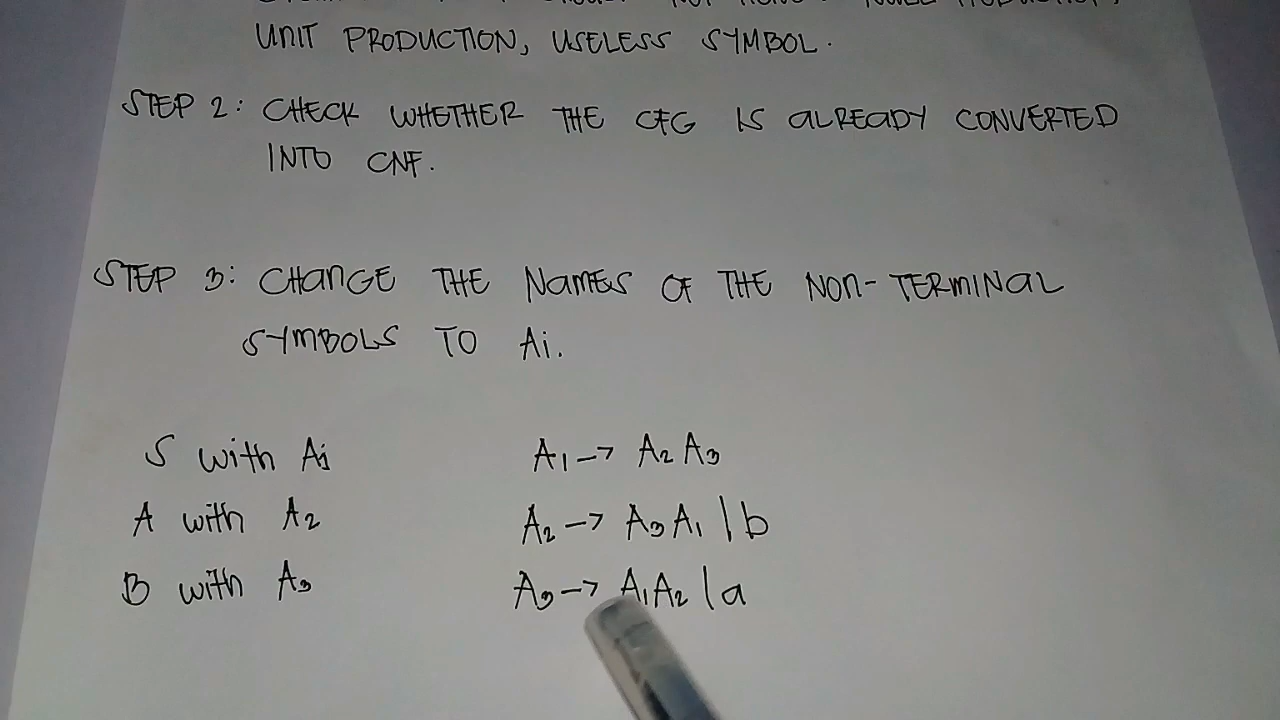 UNIT PRODUCTION, USELESS SYMBOL.
STEP 2: CHECK WHETHER THE CFG IS ALREADY CONVERTED
INTO CNF.
STEP 3: CHANGE THE NAMES OF THE NON-TERMINAL
SYMBOLS TO Ai.
S with Ai
A with A2
B with A3
A1 -> A2 A3
A2 -> A3 A1 | b
A3 -> A1 A2 | a